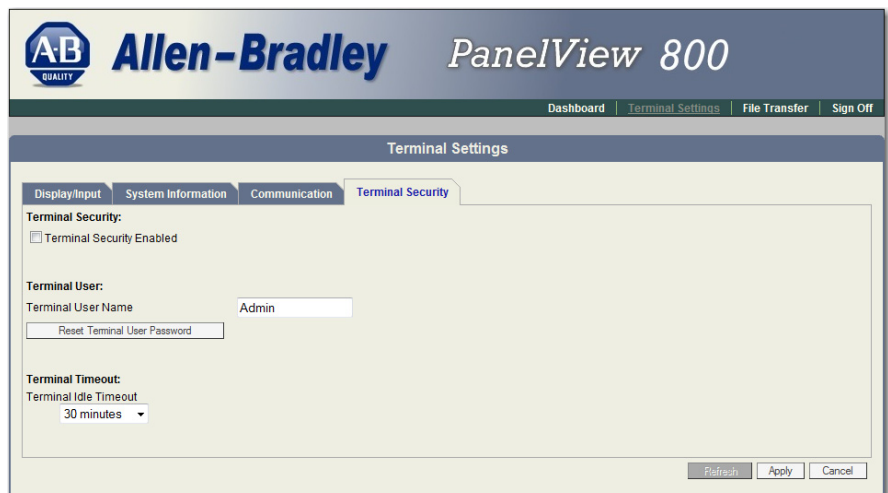 A·B
QUALITY
Allen-Bradley
PanelView 800
Dashboard | Terminal Settings | File Transfer | Sign Off
Terminal Settings
Display/Input System Information Communication Terminal Security
Terminal Security:
Terminal Security Enabled
Terminal User:
Terminal User Name Admin
Reset Terminal User Password
Terminal Timeout:
Terminal Idle Timeout
30 minutes
Refresh Apply Cancel